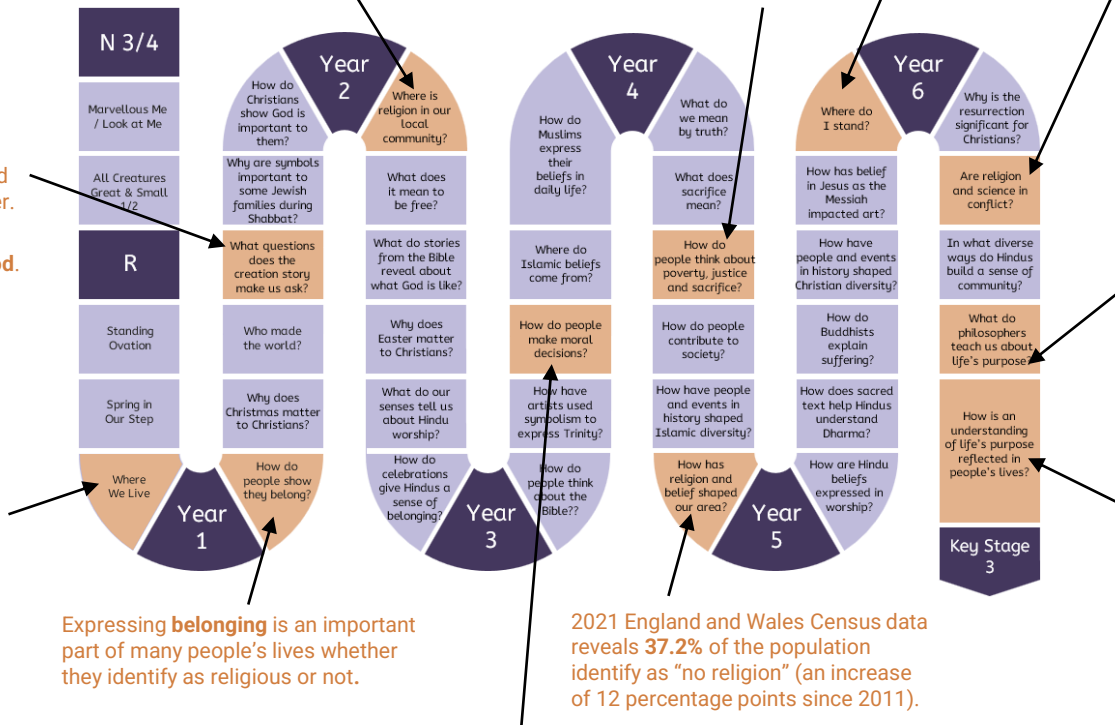 N 3/4
Marvellous Me
/ Look at Me
All Creatures
Great & Small
1/2
R
Standing
Ovation
Spring in
Our Step
Where
We Live
Year
1
How do
people show
they belong?
Why does
Christmas matter
to Christians?
Who made
the world?
What questions
does the
creation story
make us ask?
Why are symbols
important to
some Jewish
families during
Shabbat?
How do
Christians
show God is
important to
them?
Year
2
Where is
religion in our
local
community?
What does
it mean to
be free?
What do stories
from the Bible
reveal about
what God is like?
Why does
Easter matter
to Christians?
What do our
senses tell us
about Hindu
worship?
How do
celebrations
give Hindus a
sense of
belonging?
Year
3
How do
people think
about the
Bible??
How have
artists used
symbolism to
express Trinity?
How do people
make moral
decisions?
Where do
Islamic beliefs
come from?
How do
Muslims
express
their
beliefs in
daily life?
Year
4
What do
we mean
by truth?
What does
sacrifice
mean?
How do
people think about
poverty, justice
and sacrifice?
How do people
contribute to
society?
How have people
and events in
history shaped
Islamic diversity?
How has
religion and
belief shaped
our area?
Year
5
How are Hindu
beliefs
expressed in
worship?
How does sacred
text help Hindus
understand
Dharma?
How do
Buddhists
explain
suffering?
How have
people and events
in history shaped
Christian diversity?
How has belief
in Jesus as the
Messiah
impacted art?
Where do
I stand?
Year
6
Why is the
resurrection
significant for
Christians?
Are religion
and science in
conflict?
In what diverse
ways do Hindus
build a sense of
community?
What do
philosophers
teach us about
life's purpose?
How is an
understanding
of life's purpose
reflected in
people's lives?
Key Stage
3
d
er.
od.
Expressing belonging is an important
part of many people's lives whether
they identify as religious or not.
2021 England and Wales Census data
reveals 37.2% of the population
identify as “no religion” (an increase
of 12 percentage points since 2011).